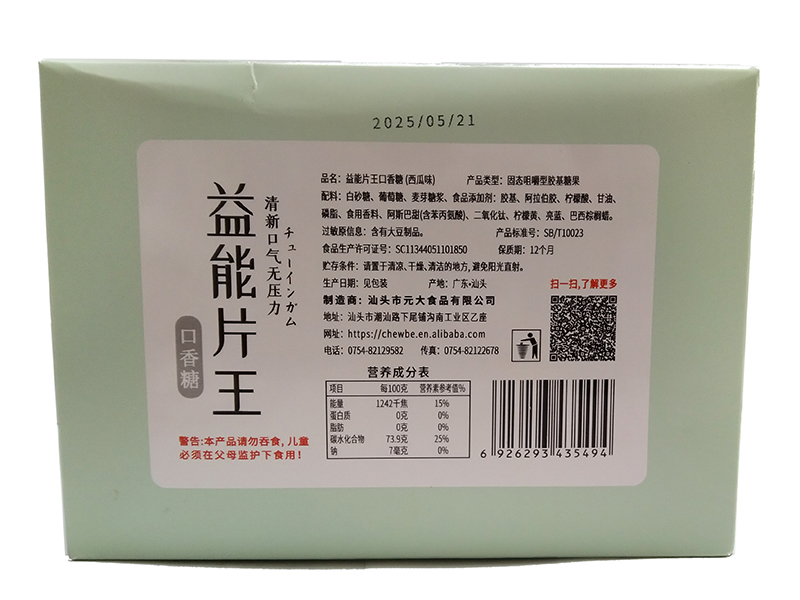 2025/05/21
益能片王
清新口气无压力
チューインガム
口香糖
警告:本产品请勿吞食,儿童
必须在父母监护下食用！
品名：益能片王口香糖 (西瓜味) 产品类型：固态咀嚼型胶基糖果
配料：白砂糖、葡萄糖、麦芽糖浆、食品添加剂：胶基、阿拉伯胶、柠檬酸、甘油、
磷脂、食用香料、阿斯巴甜(含苯丙氨酸)、二氧化钛、柠檬黄、亮蓝、巴西棕榈蜡。
过敏原信息：含有大豆制品。 产品标准号：SB/T10023
食品生产许可证号：SC11344051101850 保质期：12个月
贮存条件：请置于清凉、干燥、清洁的地方,避免阳光直射。
生产日期：见包装 产地：广东•汕头
扫一扫,了解更多
制造商：汕头市元大食品有限公司
地址：汕头市潮汕路下尾铺沟南工业区乙座
网址：https://chewbe.en.alibaba.com
电话：0754-82129582 传真：0754-82122678
营养成分表
项目 每100克 营养素参考值%
能量 1242千焦 15%
蛋白质 0克 0%
脂肪 0克 0%
碳水化合物 73.9克 25%
钠 7毫克 0%
6 926293 435494